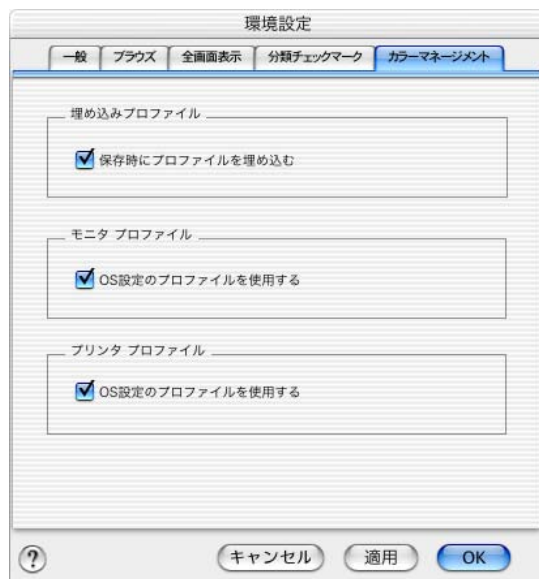 環境設定
一般 ブラウズ 全画面表示 分類チェックマーク カラーマネージメント
埋め込みプロファイル
保存時にプロファイルを埋め込む
モニタ プロファイル
OS設定のプロファイルを使用する
プリンタ プロファイル
OS設定のプロファイルを使用する
? キャンセル 適用 OK